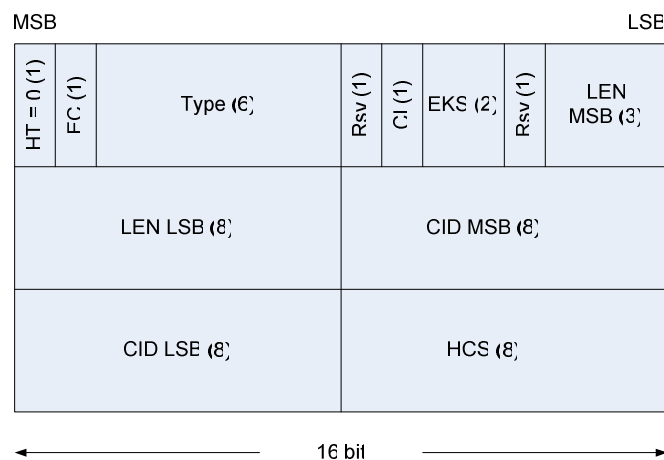 MSB LSB
HT = 0 (1) FC (1) Type (6) Rsv (1) CI (1) EKS (2) Rsv (1) LEN
MSB (3)
LEN LSB (8) CID MSB (8)
CID LSB (8) HCS (8)
16 bit